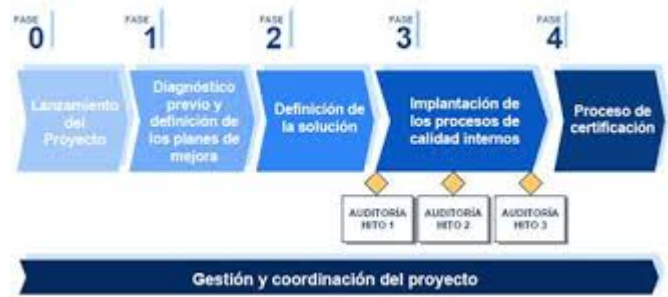 FASE
0
FASE
1
FASE
2
FASE
3
FASE
4
Lanzamiento
del
Proyecto
Diagnóstico
previo y
definición de
los planes de
mejora
Definición de
la solución
Implantación de
los procesos de
calidad internos
Proceso de
certificación
AUDITORÍA
HITO 1
AUDITORÍA
HITO 2
AUDITORÍA
HITO 3
Gestión y coordinación del proyecto